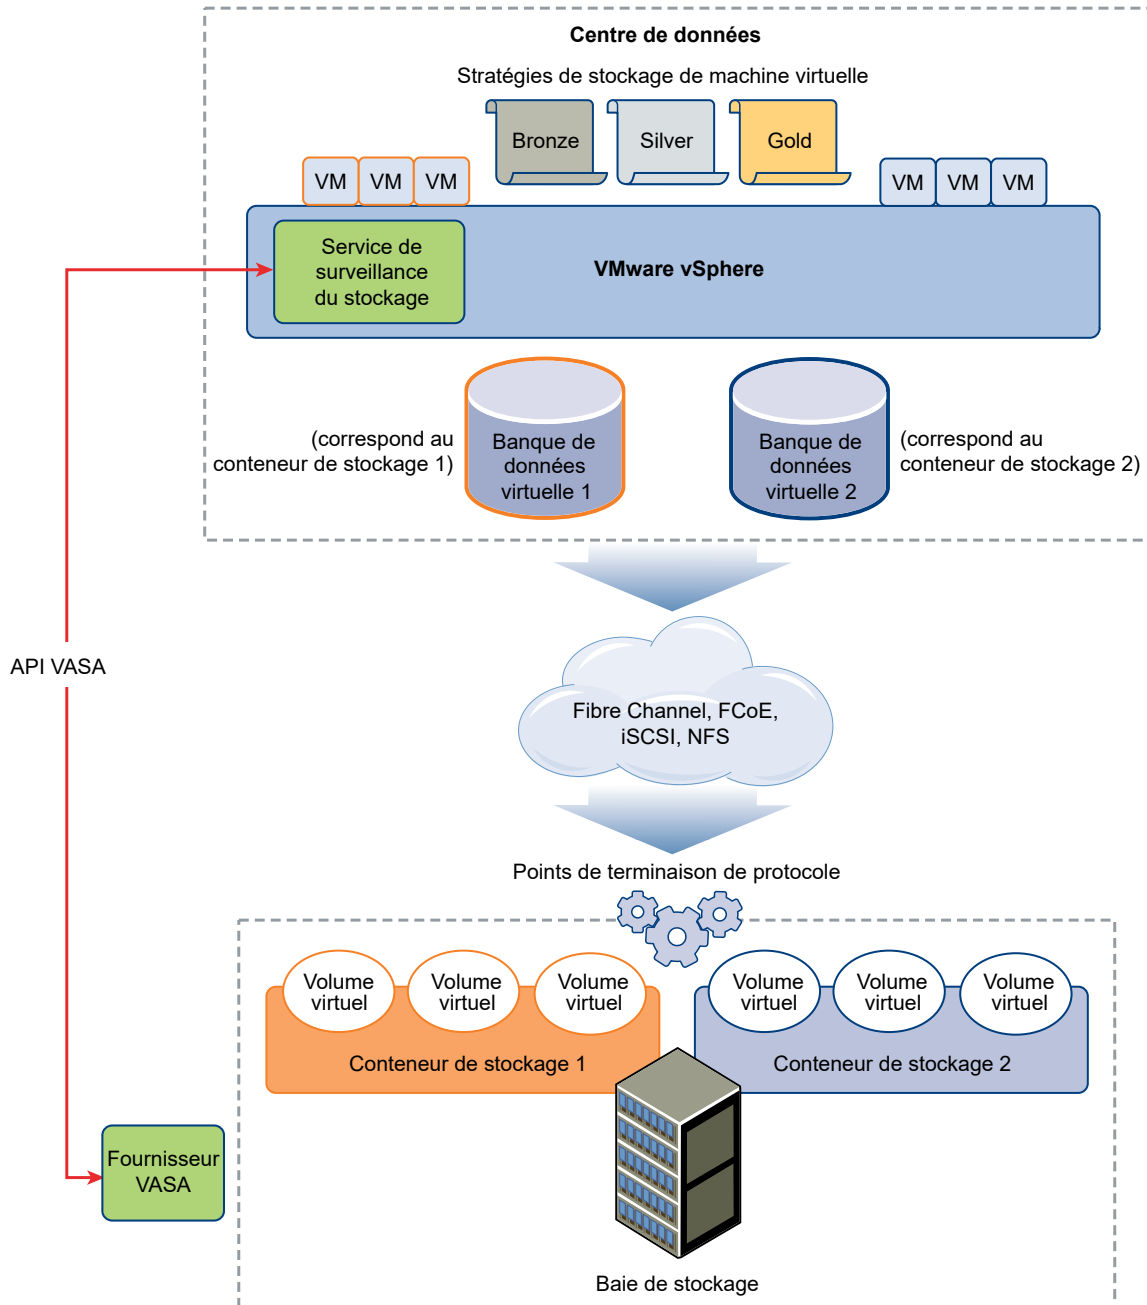 Centre de données
Stratégies de stockage de machine virtuelle
Bronze
Silver
Gold
VM
VM
VM
VM
VM
VM
Service de
surveillance
du stockage
VMware vSphere
(correspond au
conteneur de stockage 1)
Banque de
données
virtuelle 1
Banque de
données
virtuelle 2
(correspond au
conteneur de stockage 2)
API VASA
Fibre Channel, FCoE,
iSCSI, NFS
Points de terminaison de protocole
Volume
virtuel
Volume
virtuel
Volume
virtuel
Volume
virtuel
Volume
virtuel
Volume
virtuel
Conteneur de stockage 1
Conteneur de stockage 2
Fournisseur
VASA
Baie de stockage